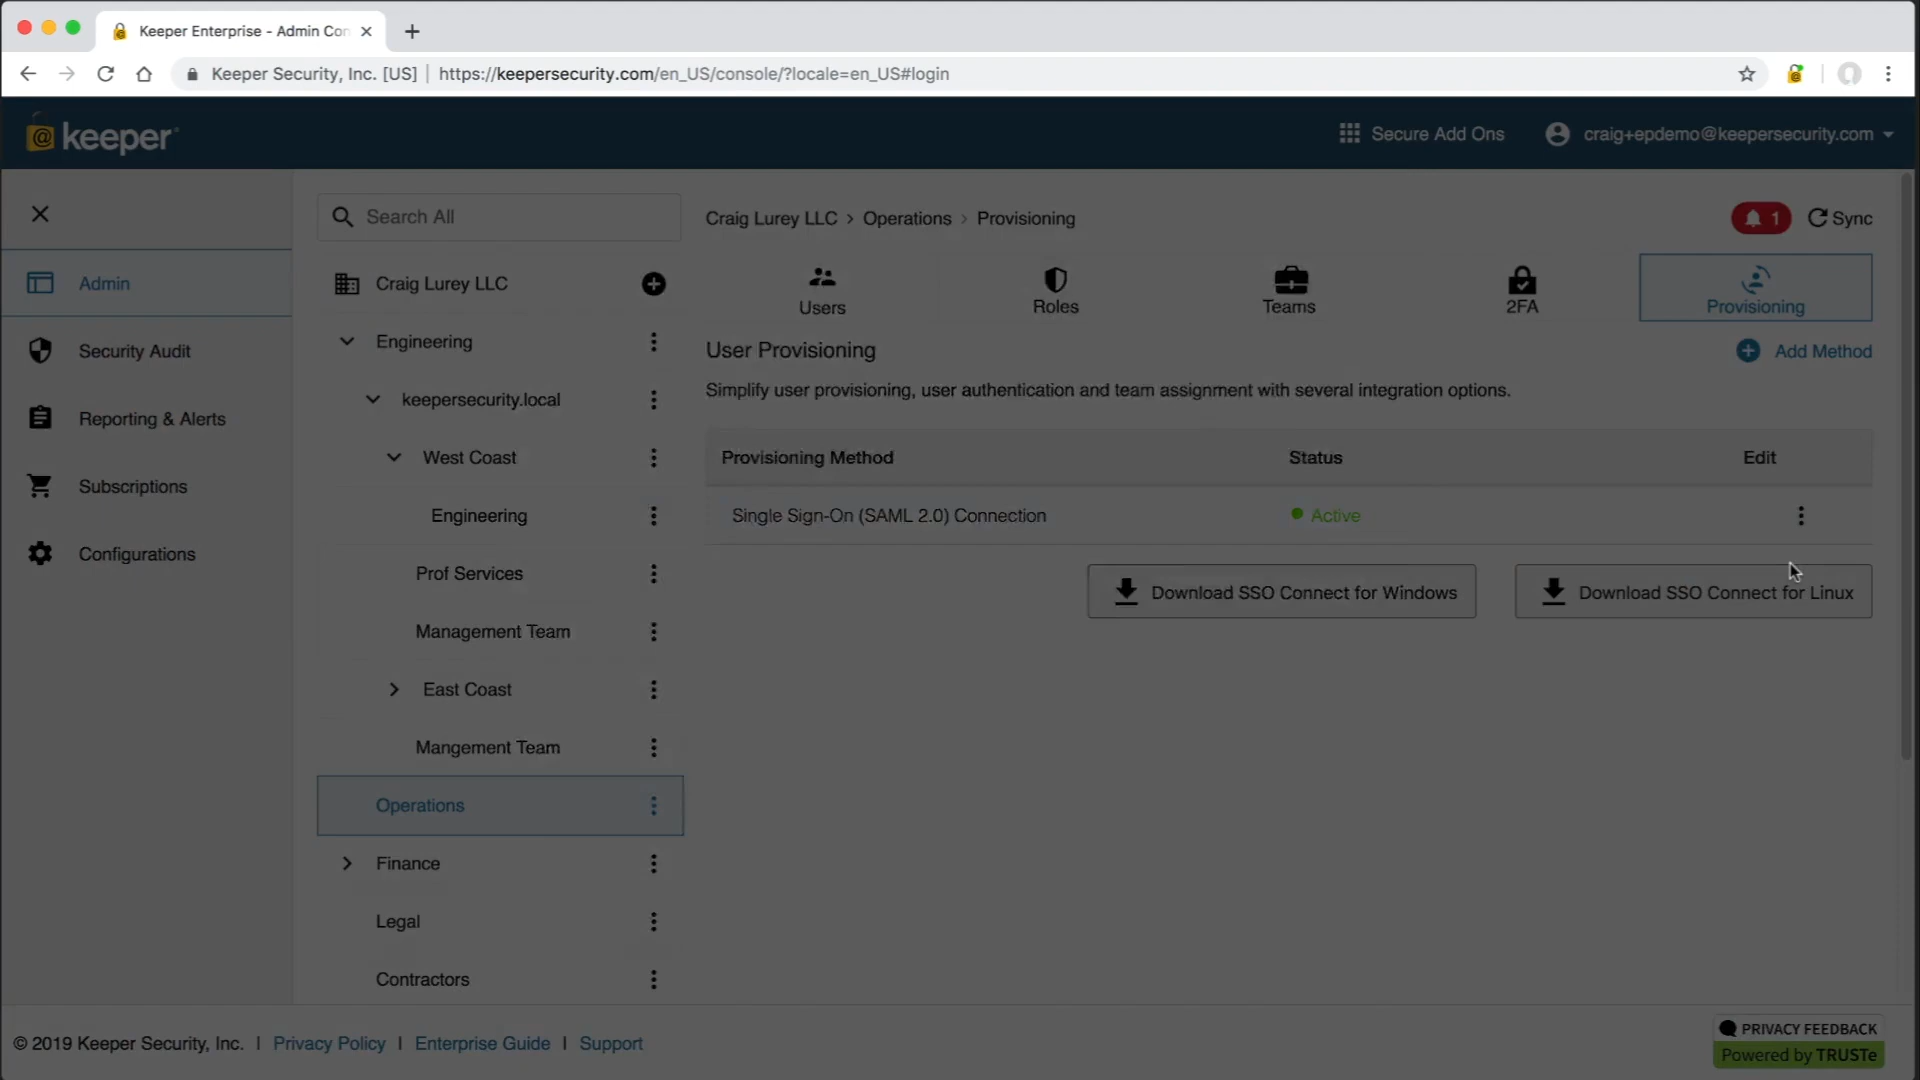 Keeper Enterprise - Admin Con
Keeper Security, Inc. [US] | https://keepersecurity.com/en_US/console/?locale=en_US#login
keeper
Secure Add Ons
craig+epdemo@keepersecurity.com
Search All
Craig Lurey LLC > Operations > Provisioning
1
Sync
Admin
Security Audit
Reporting & Alerts
Subscriptions
Configurations
Craig Lurey LLC
Engineering
keepersecurity.local
West Coast
Engineering
Prof Services
Management Team
East Coast
Mangement Team
Operations
Finance
Legal
Contractors
Users
Roles
Teams
2FA
Provisioning
User Provisioning
Add Method
Simplify user provisioning, user authentication and team assignment with several integration options.
Provisioning Method Status Edit
Single Sign-On (SAML 2.0) Connection Active
Download SSO Connect for Windows
Download SSO Connect for Linux
© 2019 Keeper Security, Inc. | Privacy Policy | Enterprise Guide | Support
PRIVACY FEEDBACK
Powered by TRUSTe